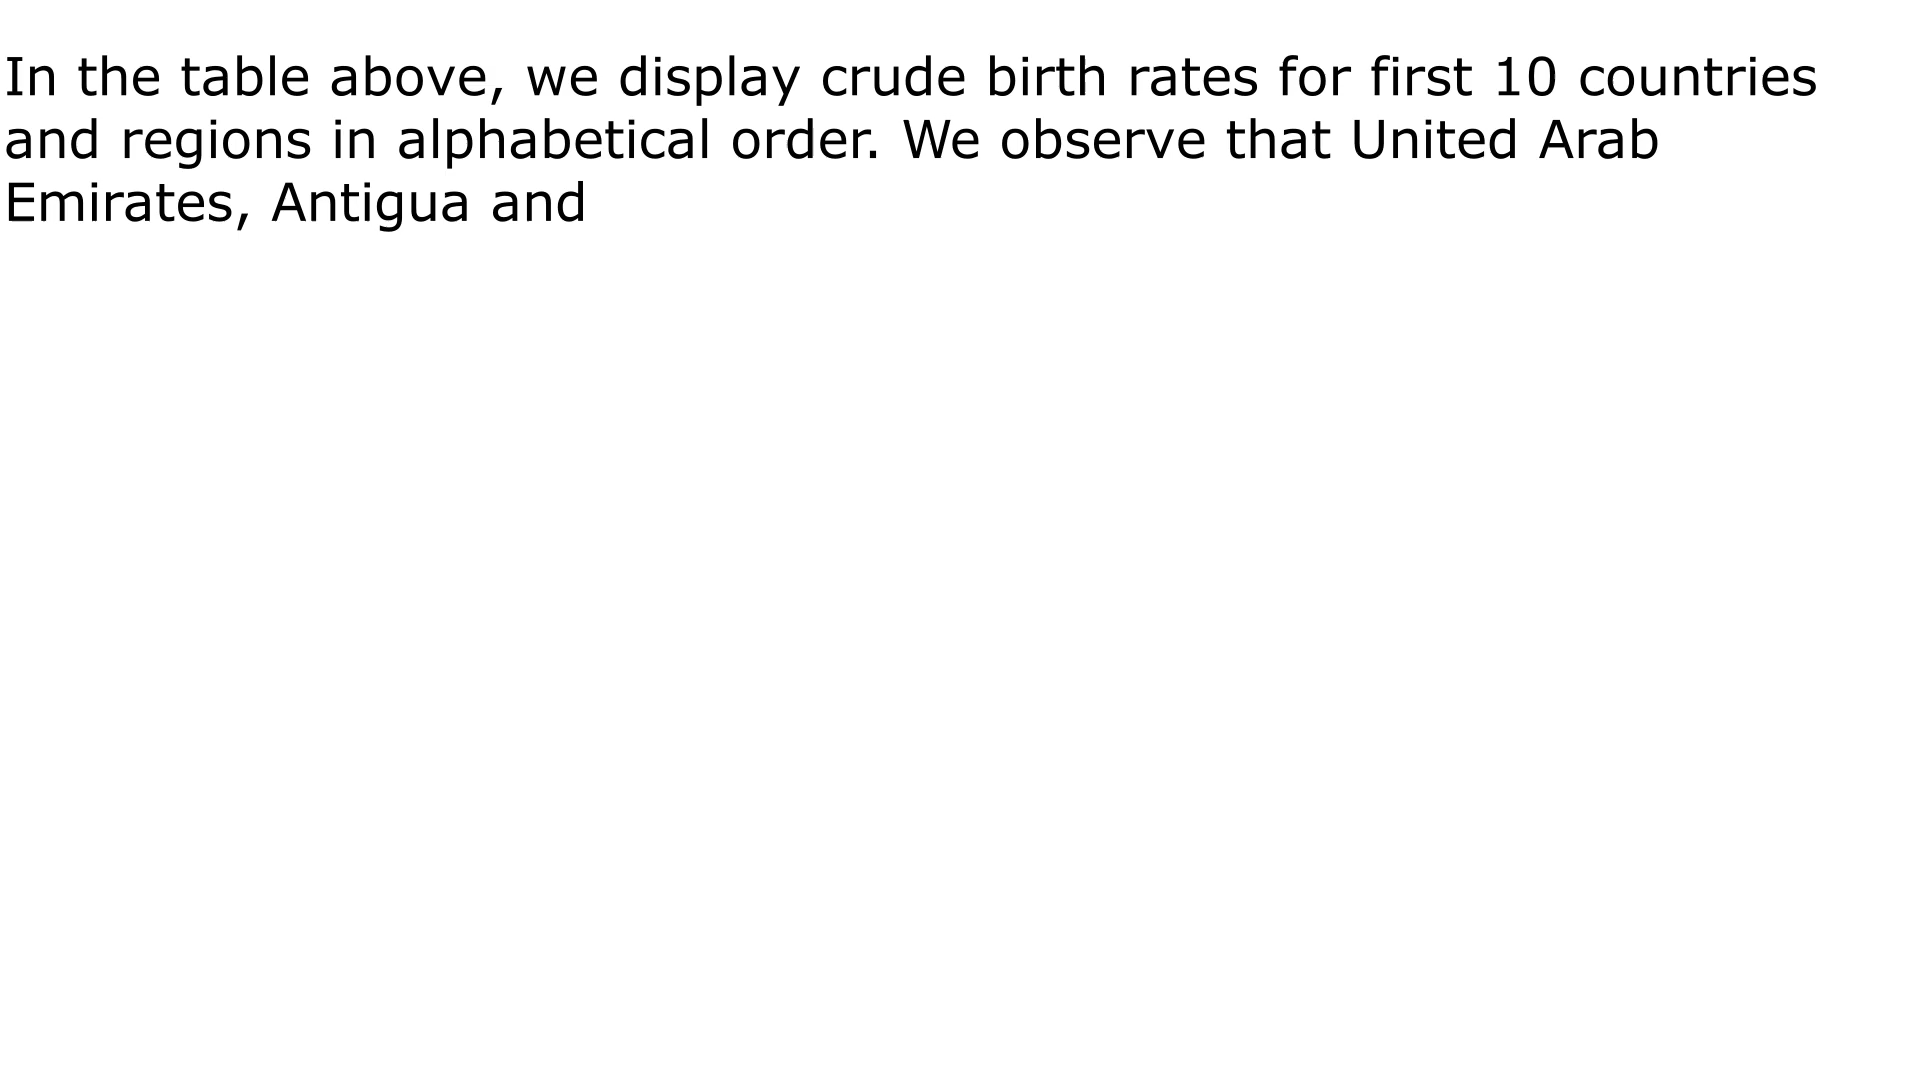 In the table above, we display crude birth rates for first 10 countries
and regions in alphabetical order. We observe that United Arab
Emirates, Antigua and